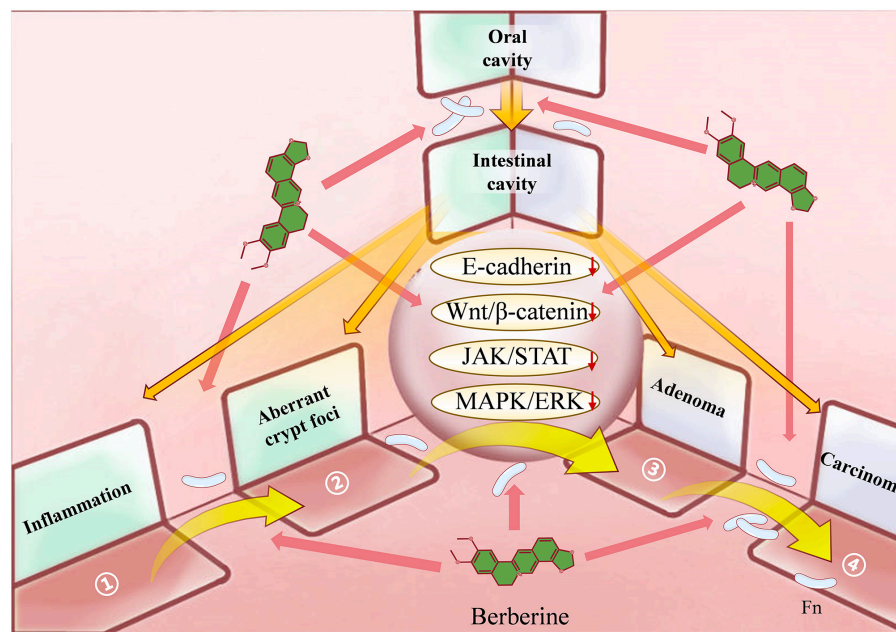 Oral
cavity
Intestinal
cavity
E-cadherin
Wnt/β-catenin
JAK/STAT
MAPK/ERK
Aberrant
crypt foci
Adenoma
Inflammation
Carcinom
①
②
③
④
Berberine
Fn